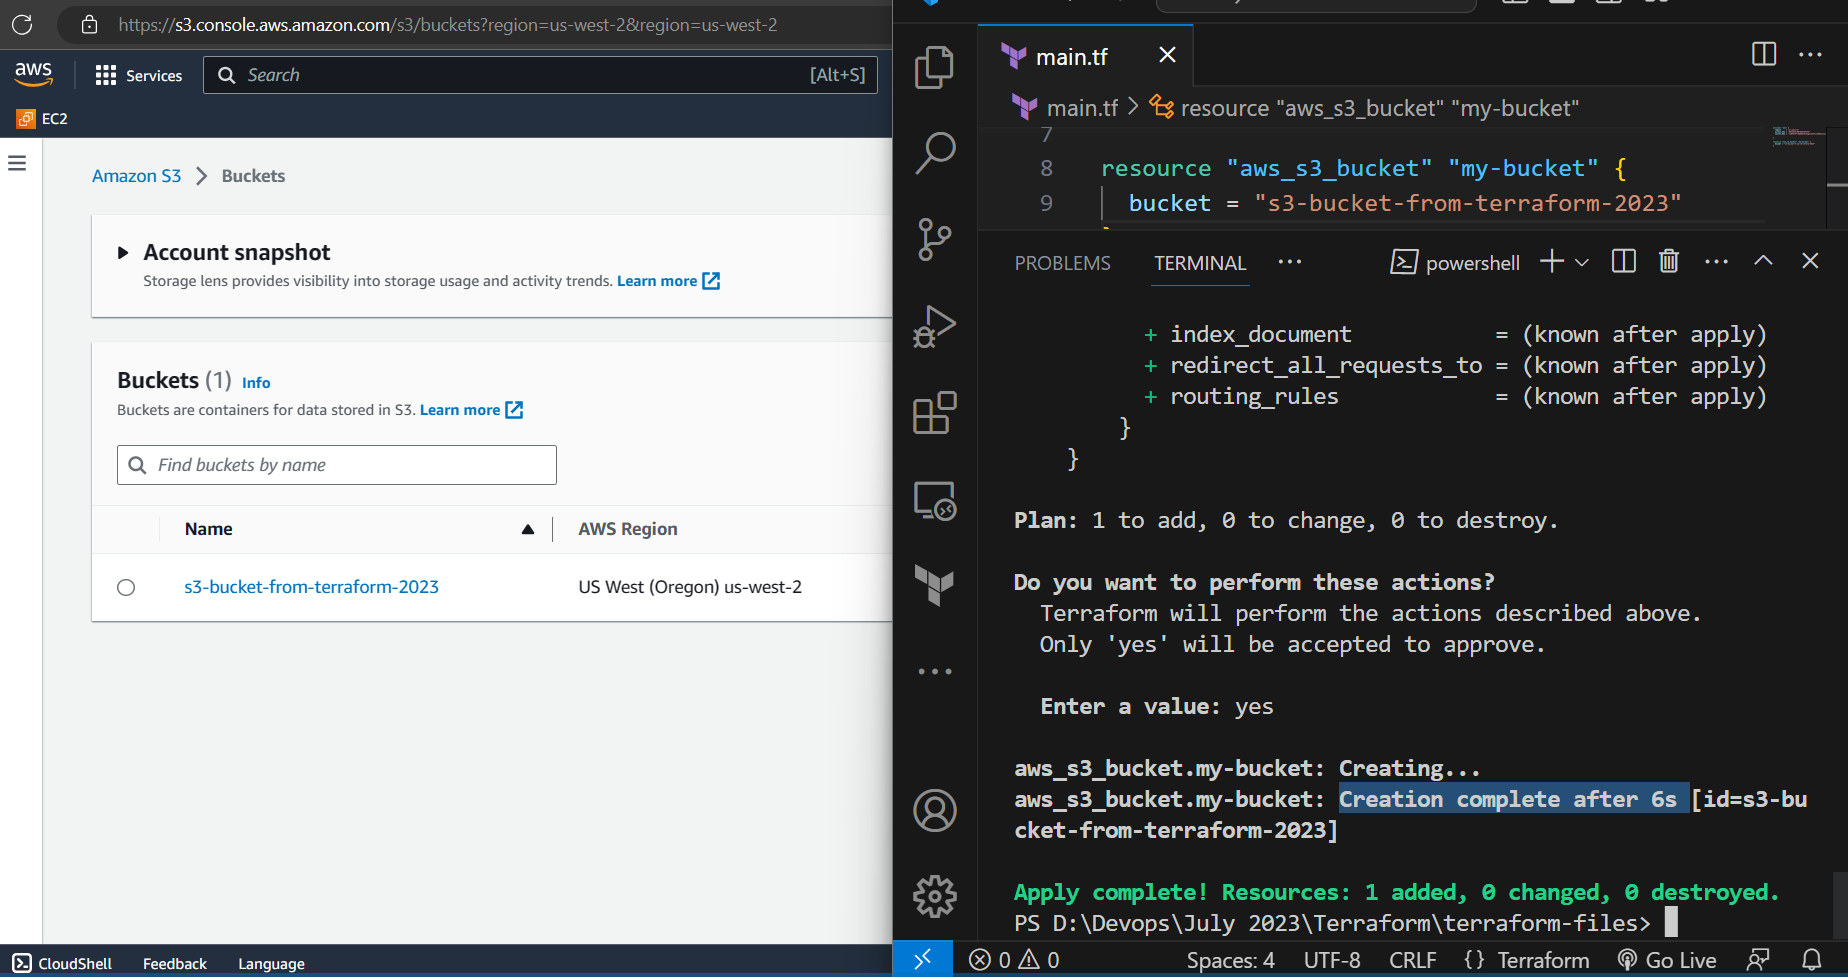 https://s3.console.aws.amazon.com/s3/buckets?region=us-west-2&region=us-west-2
aws
Services
Search
[Alt+S]
EC2
Amazon S3 > Buckets
Account snapshot
Storage lens provides visibility into storage usage and activity trends. Learn more
Buckets (1) Info
Buckets are containers for data stored in S3. Learn more
Find buckets by name
Name
AWS Region
s3-bucket-from-terraform-2023
US West (Oregon) us-west-2
CloudShell
Feedback
Language
main.tf
main.tf > resource "aws_s3_bucket" "my-bucket"
7
8 resource "aws_s3_bucket" "my-bucket" {
9 bucket = "s3-bucket-from-terraform-2023"
PROBLEMS
TERMINAL
powershell
+ index_document = (known after apply)
+ redirect_all_requests_to = (known after apply)
+ routing_rules = (known after apply)
}
}
Plan: 1 to add, 0 to change, 0 to destroy.
Do you want to perform these actions?
Terraform will perform the actions described above.
Only 'yes' will be accepted to approve.
Enter a value: yes
aws_s3_bucket.my-bucket: Creating...
aws_s3_bucket.my-bucket: Creation complete after 6s [id=s3-bu
cket-from-terraform-2023]
Apply complete! Resources: 1 added, 0 changed, 0 destroyed.
PS D:\Devops\July 2023\Terraform\terraform-files>
0
0
Spaces: 4
UTF-8
CRLF
{} Terraform
Go Live